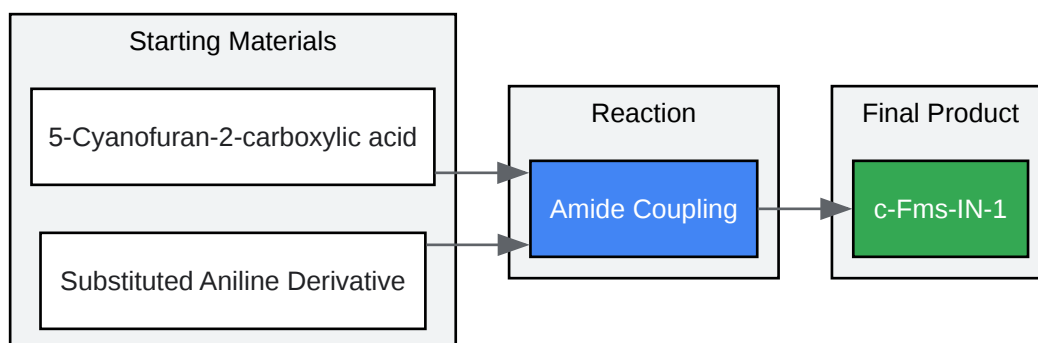 Starting Materials
5-Cyanofuran-2-carboxylic acid
Substituted Aniline Derivative
Reaction
Amide Coupling
Final Product
c-Fms-IN-1